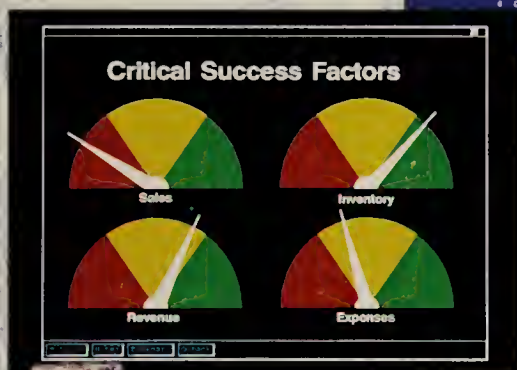 Critical Success Factors
Sales
Inventory
Revenue
Expenses